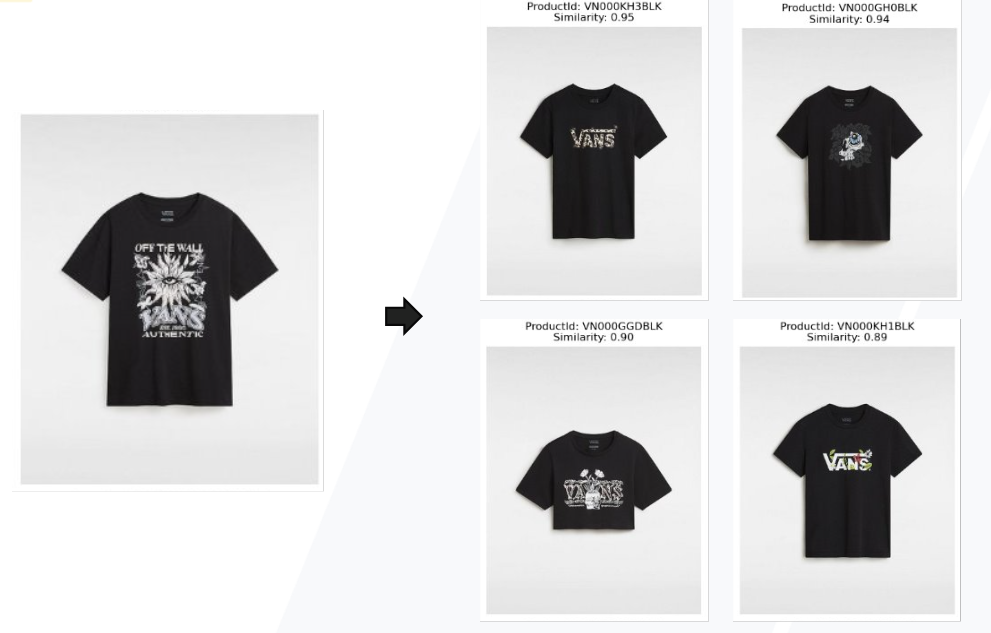 OFF THE WALL
VANS
AUTHENTIC
ProductId: VN000KH3BLK
Similarity: 0.95
VANS
ProductId: VN000GH0BLK
Similarity: 0.94
ProductId: VN000GGDBLK
Similarity: 0.90
VANS
ProductId: VN000KH1BLK
Similarity: 0.89
VANS